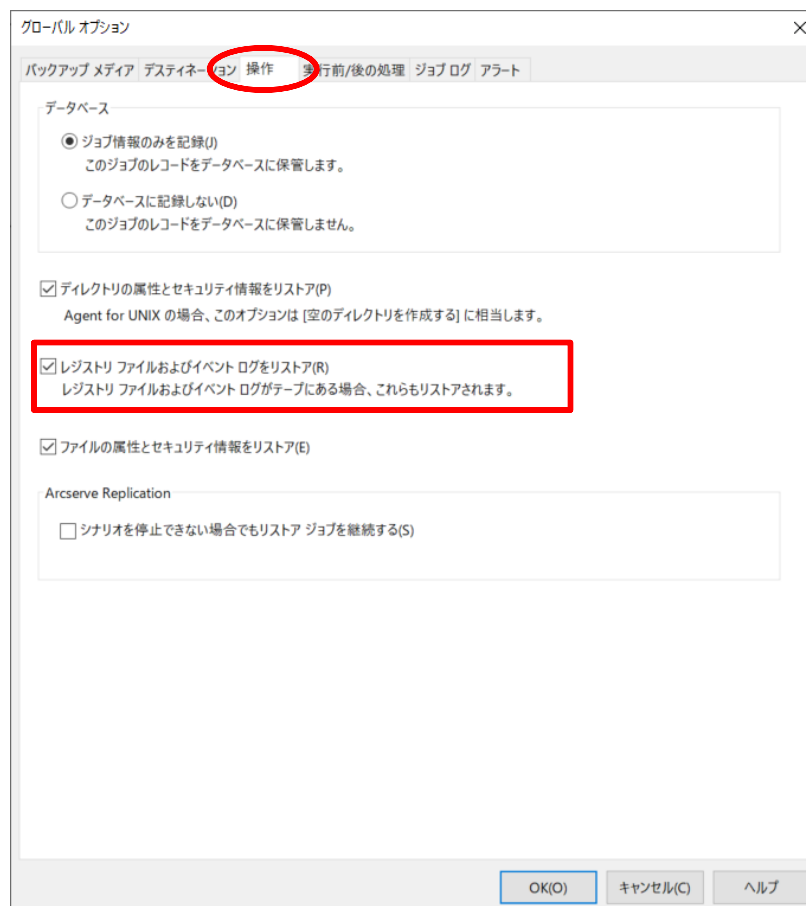 グローバル オプション
バックアップ メディア デスティネーション 操作 実行前/後の処理 ジョブ ログ アラート
データベース
ジョブ情報のみを記録(J)
このジョブのレコードをデータベースに保管します。
データベースに記録しない(D)
このジョブのレコードをデータベースに保管しません。
ディレクトリの属性とセキュリティ情報をリストア(P)
Agent for UNIX の場合、このオプションは [空のディレクトリを作成する] に相当します。
レジストリ ファイルおよびイベント ログをリストア(R)
レジストリ ファイルおよびイベント ログがテープにある場合、これらもリストアされます。
ファイルの属性とセキュリティ情報をリストア(E)
Arcserve Replication
シナリオを停止できない場合でもリストア ジョブを継続する(S)
OK(O) キャンセル(C) ヘルプ